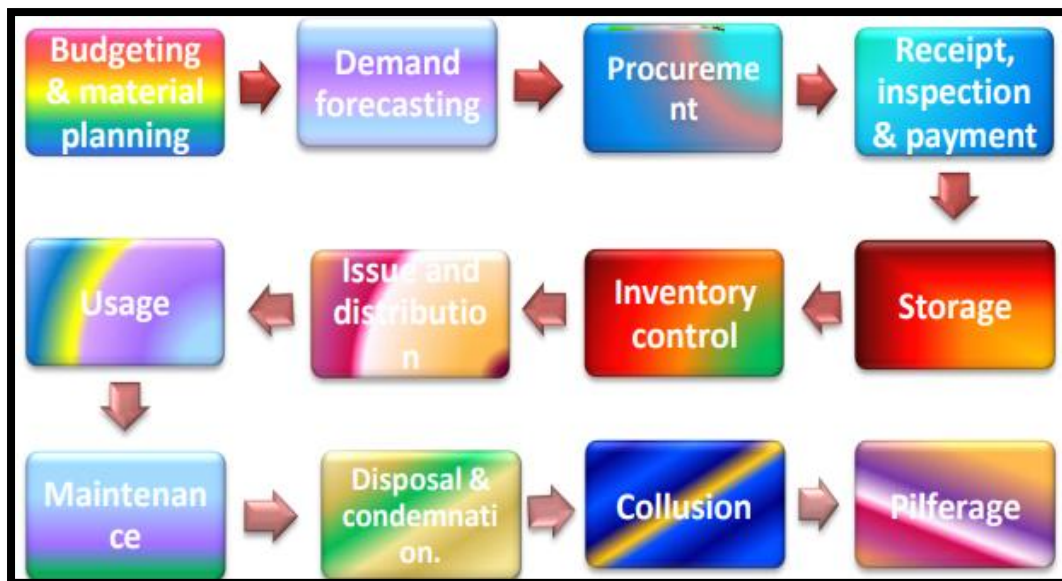 Budgeting
& material
planning
Demand
forecasting
Procureme
nt
Receipt,
inspection
& payment
Storage
Inventory
control
Issue and
distributio
n
Usage
Maintenan
ce
Disposal &
condemnati
on.
Collusion
Pilferage